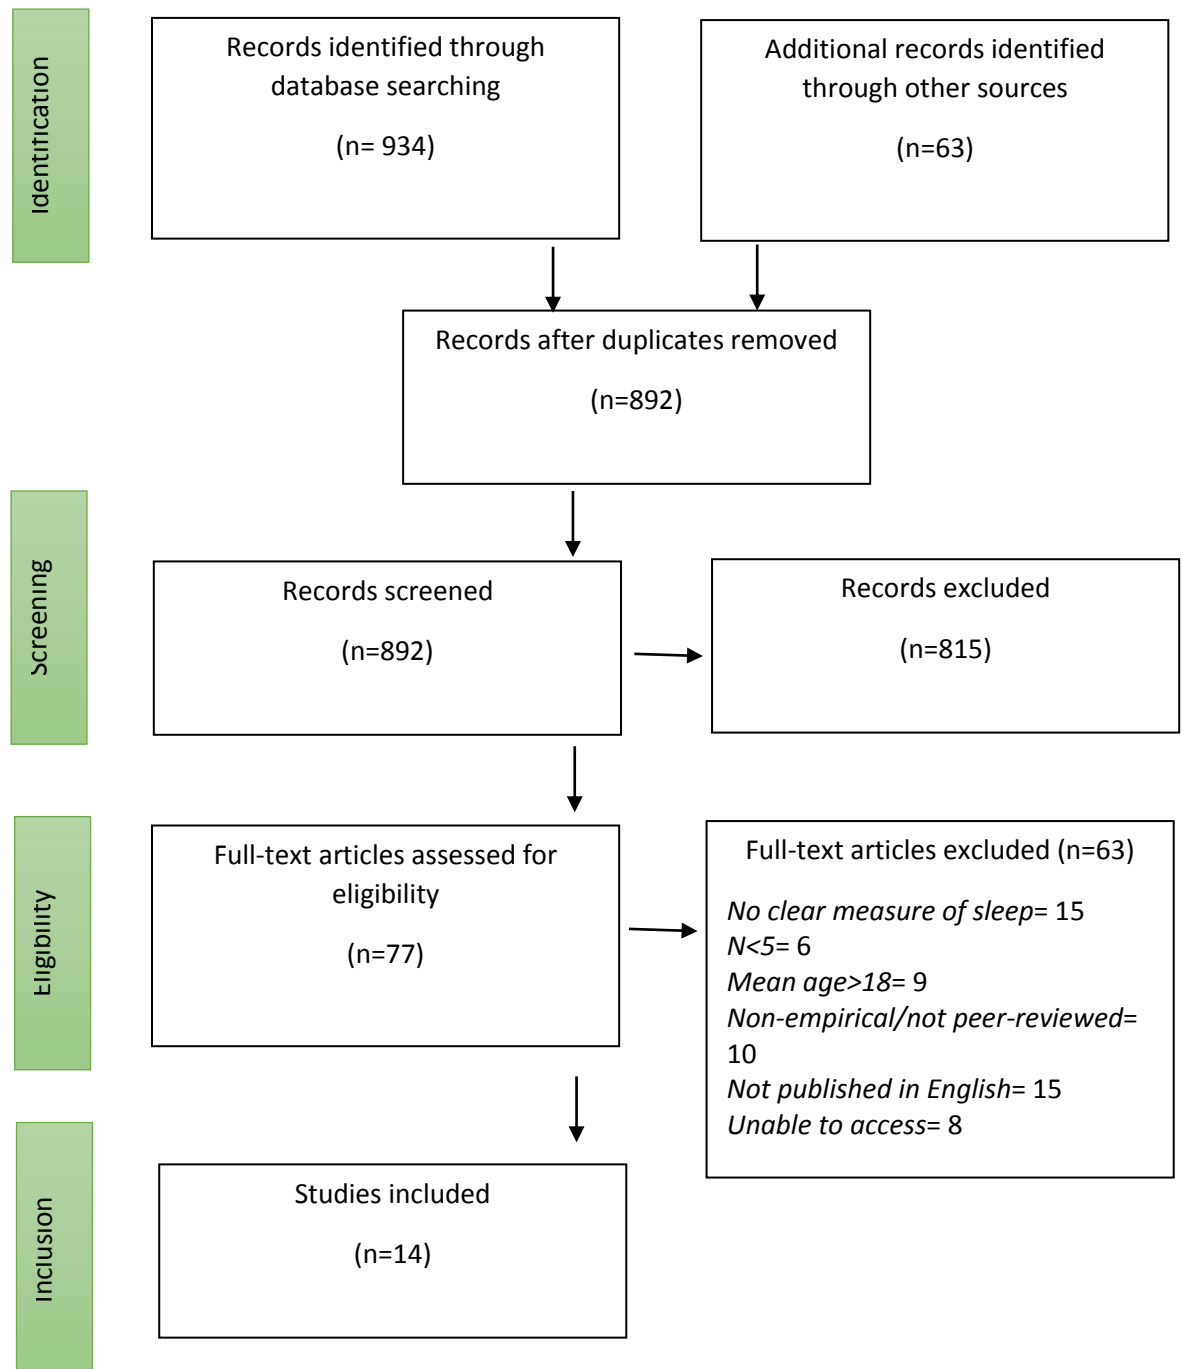 Identification
Records identified through
database searching
(n= 934)
Additional records identified
through other sources
(n=63)
Records after duplicates removed
(n=892)
Screening
Records screened
(n=892)
Records excluded
(n=815)
Eligibility
Full-text articles assessed for
eligibility
(n=77)
Full-text articles excluded (n=63)
No clear measure of sleep= 15
N<5= 6
Mean age>18= 9
Non-empirical/not peer-reviewed=
10
Not published in English= 15
Unable to access= 8
Inclusion
Studies included
(n=14)